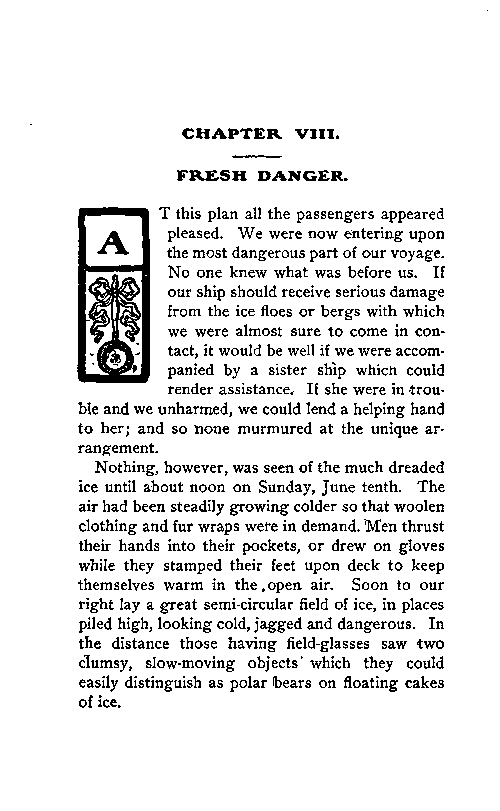 CHAPTER VIII.
FRESH DANGER.
AT this plan all the passengers appeared
pleased. We were now entering upon
the most dangerous part of our voyage.
No one knew what was before us. If
our ship should receive serious damage
from the ice floes or bergs with which
we were almost sure to come in con-
tact, it would be well if we were accom-
panied by a sister ship which could
render assistance. If she were in trou-
ble and we unharmed, we could lend a helping hand
to her; and so none murmured at the unique ar-
rangement.
Nothing, however, was seen of the much dreaded
ice until about noon on Sunday, June tenth. The
air had been steadily growing colder so that woolen
clothing and fur wraps were in demand. Men thrust
their hands into their pockets, or drew on gloves
while they stamped their feet upon deck to keep
themselves warm in the open air. Soon to our
right lay a great semi-circular field of ice, in places
piled high, looking cold, jagged and dangerous. In
the distance those having field-glasses saw two
clumsy, slow-moving objects which they could
easily distinguish as polar bears on floating cakes
of ice.